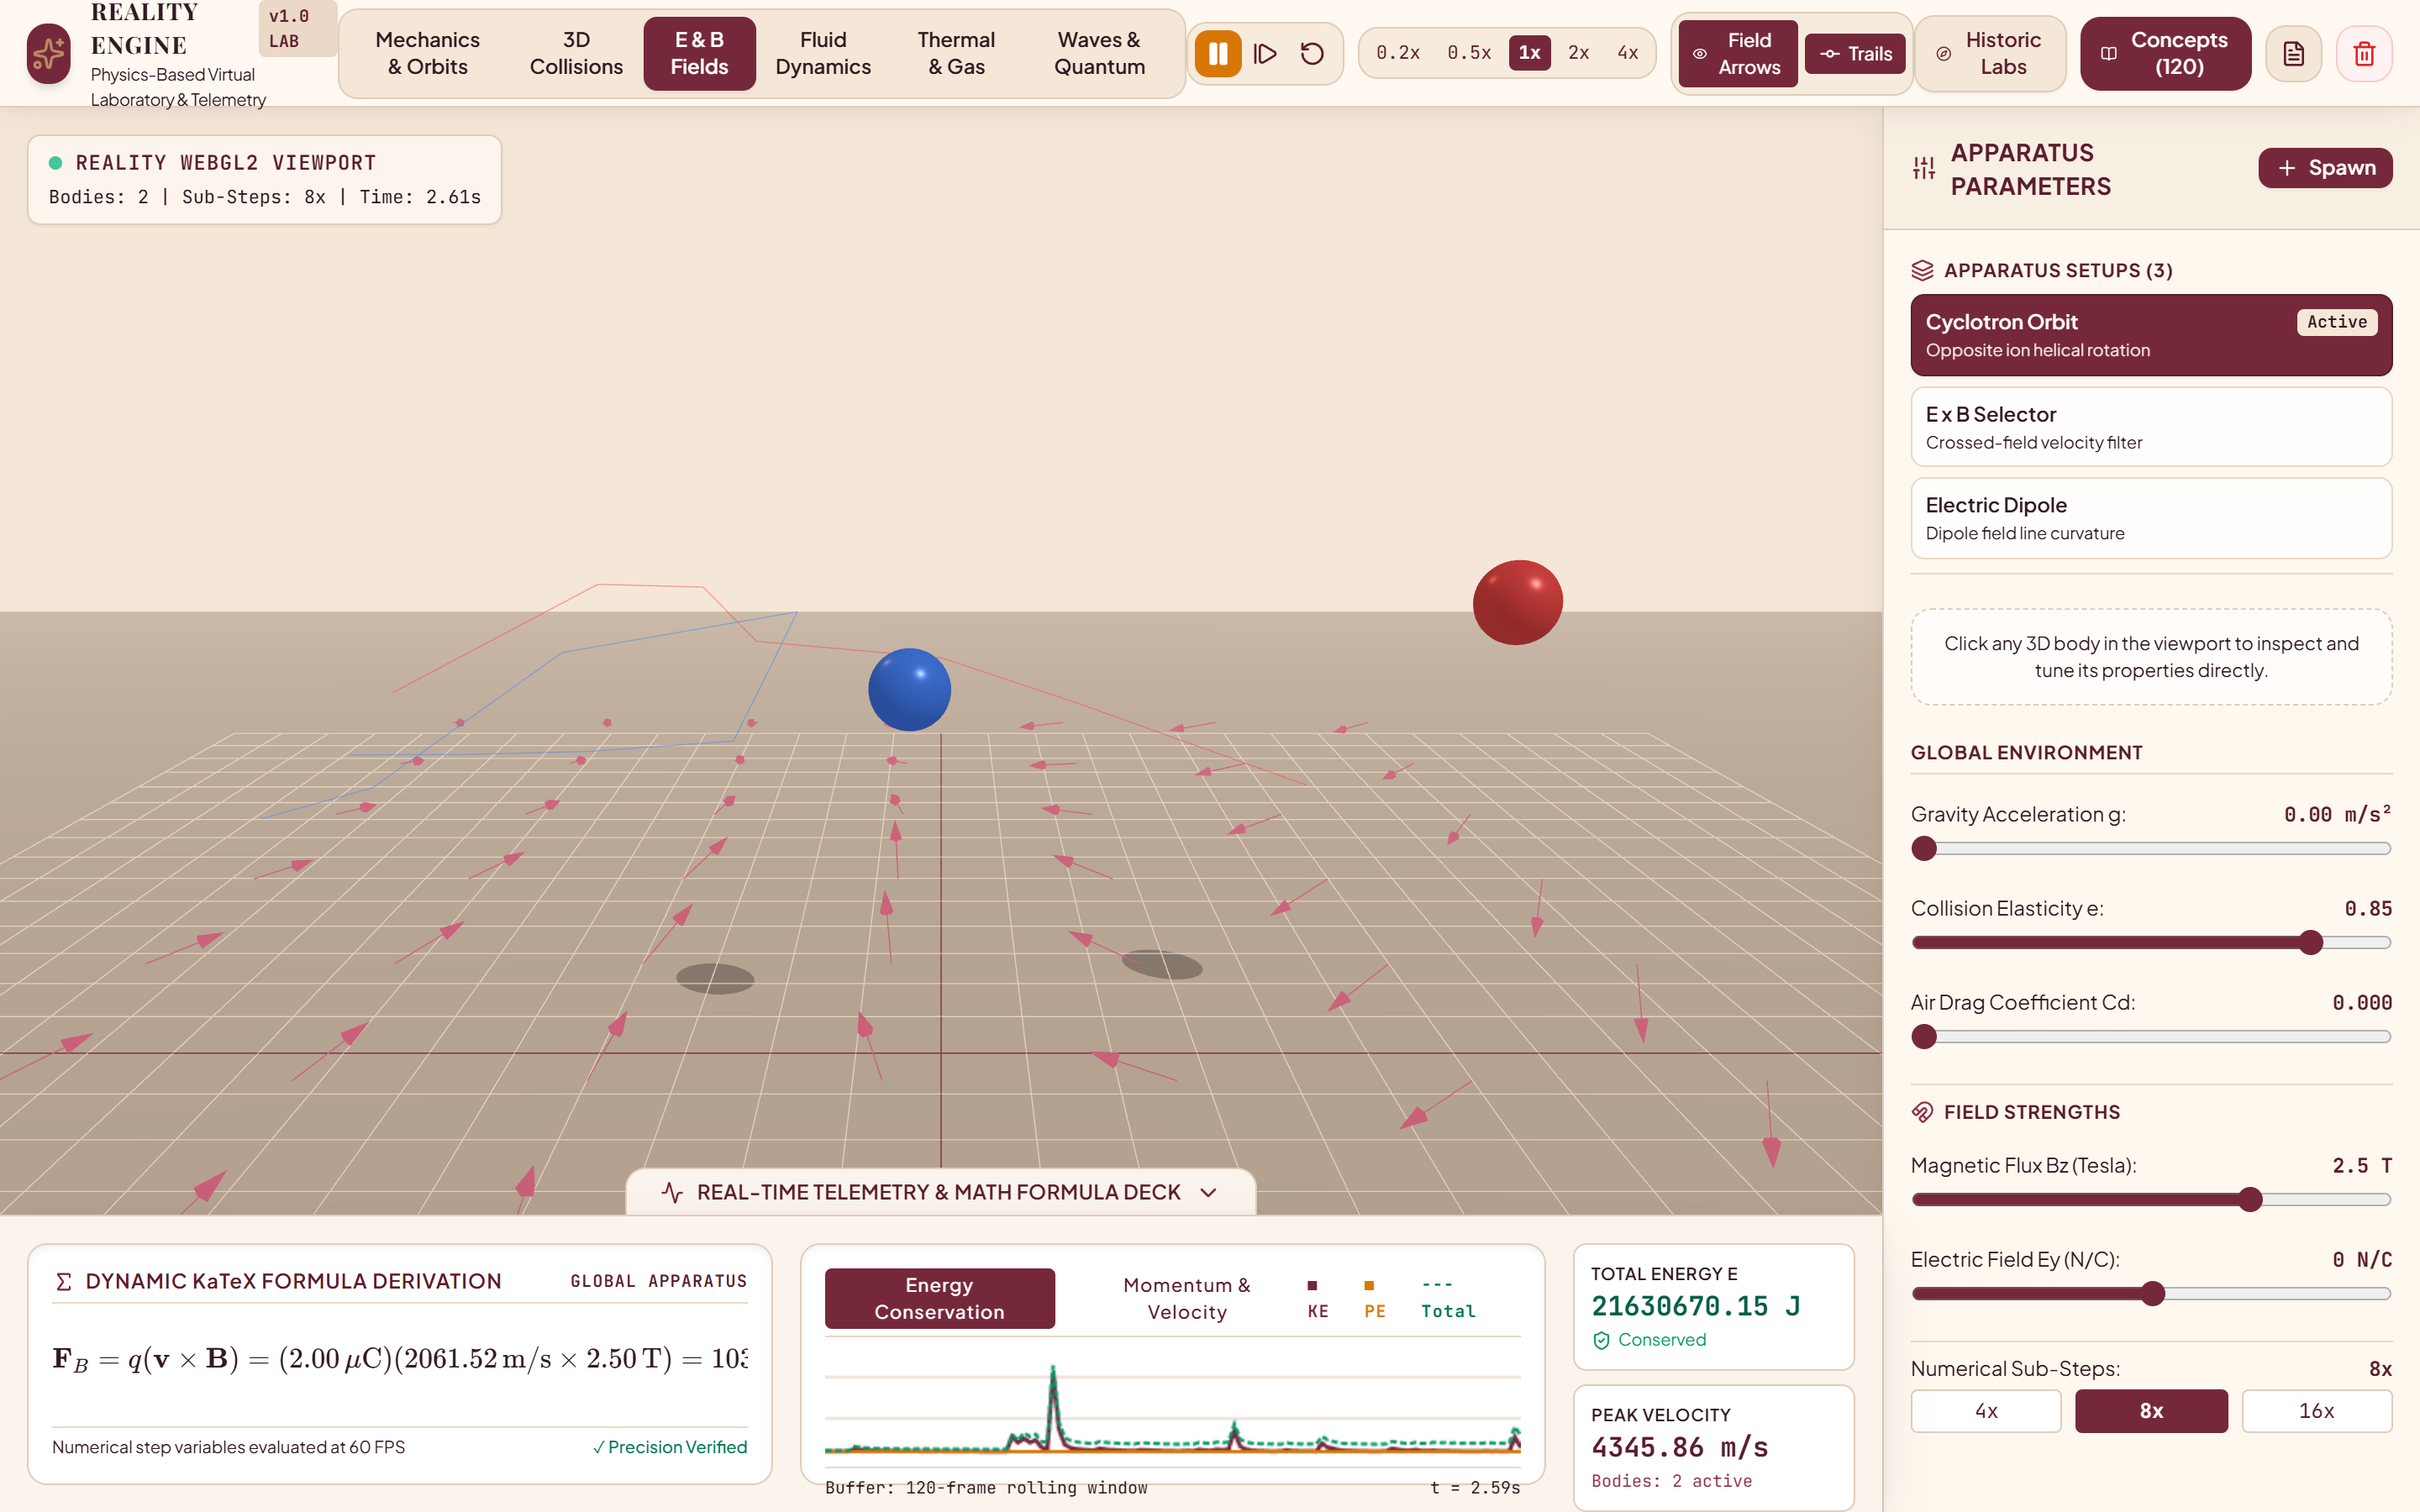 REALITY
ENGINE
v1.0
LAB
Physics-Based Virtual
Laboratory & Telemetry
Mechanics
& Orbits
3D
Collisions
E & B
Fields
Fluid
Dynamics
Thermal
& Gas
Waves &
Quantum
0.2x
0.5x
1x
2x
4x
Field
Arrows
Trails
Historic
Labs
Concepts
(120)
REALITY WEBGL2 VIEWPORT
Bodies: 2 | Sub-Steps: 8x | Time: 2.61s
APPARATUS
PARAMETERS
Spawn
APPARATUS SETUPS (3)
Cyclotron Orbit
Active
Opposite ion helical rotation
E x B Selector
Crossed-field velocity filter
Electric Dipole
Dipole field line curvature
Click any 3D body in the viewport to inspect and
tune its properties directly.
GLOBAL ENVIRONMENT
Gravity Acceleration g: 0.00 m/s²
Collision Elasticity e: 0.85
Air Drag Coefficient Cd: 0.000
FIELD STRENGTHS
Magnetic Flux Bz (Tesla): 2.5 T
Electric Field Ey (N/C): 0 N/C
Numerical Sub-Steps: 8x
4x
8x
16x
REAL-TIME TELEMETRY & MATH FORMULA DECK
DYNAMIC KaTeX FORMULA DERIVATION
GLOBAL APPARATUS
F_B = q(v × B) = (2.00 μC)(2061.52 m/s × 2.50 T) = 103
Numerical step variables evaluated at 60 FPS
✓ Precision Verified
Energy
Conservation
Momentum &
Velocity
■
KE
■
PE
---
Total
Buffer: 120-frame rolling window
t = 2.59s
TOTAL ENERGY E
21630670.15 J
Conserved
PEAK VELOCITY
4345.86 m/s
Bodies: 2 active